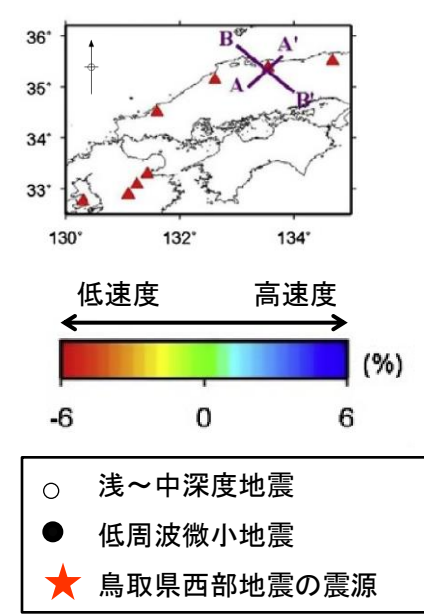 36°
B
A'
35°
A
B'
34°
33°
130°
132°
134°
低速度 高速度
(%)
-6 0 6
○ 浅～中深度地震
● 低周波微小地震
★ 鳥取県西部地震の震源